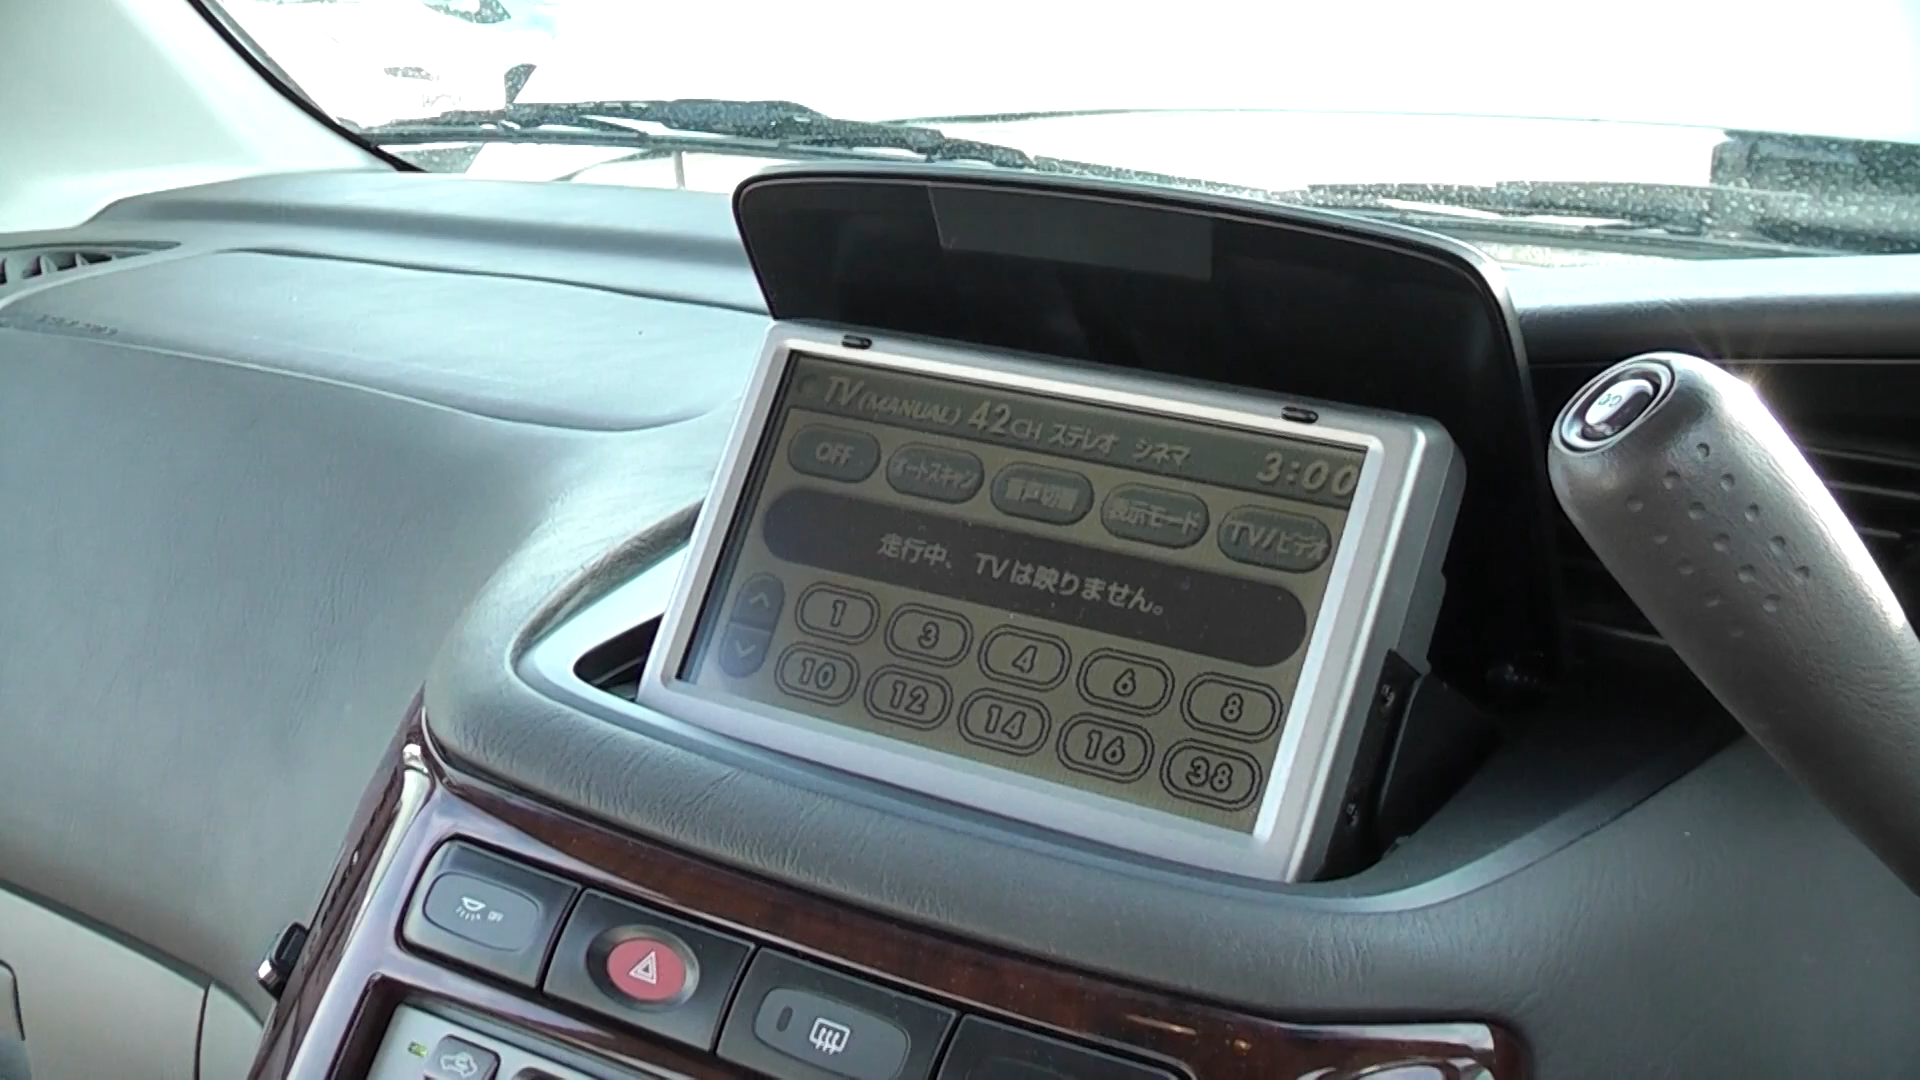 TV(MANUAL) 42CH ステレオ シネマ 3:00
OFF オートスキャン 音声切替 表示モード TV/ビデオ
走行中、TVは映りません。
1 3 4 6 8
10 12 14 16 38
OFF